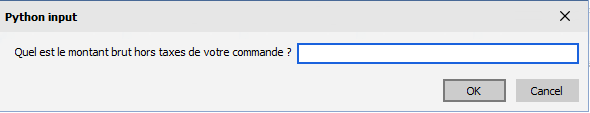 Python input
Quel est le montant brut hors taxes de votre commande ?
OK Cancel